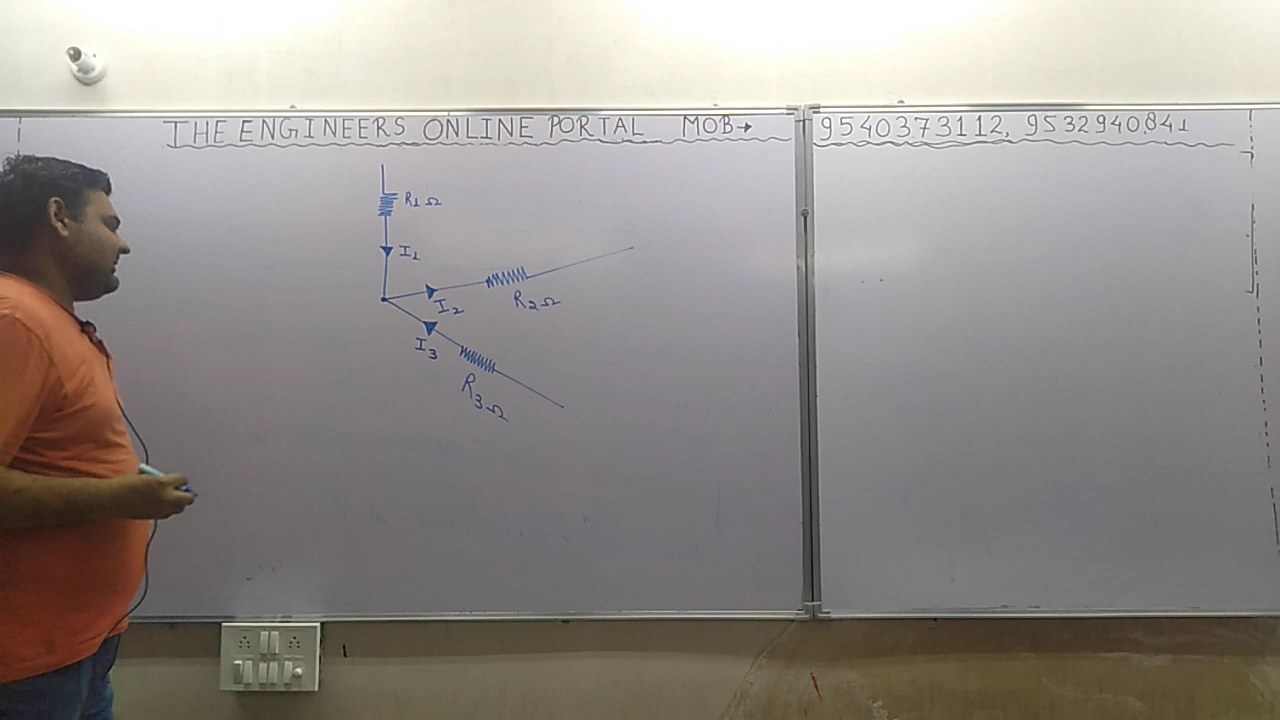 THE ENGINEERS ONLINE PORTAL MOB→ 9540373112, 9532940841
R1 Ω
I1
I2
R2 Ω
I3
R3 Ω